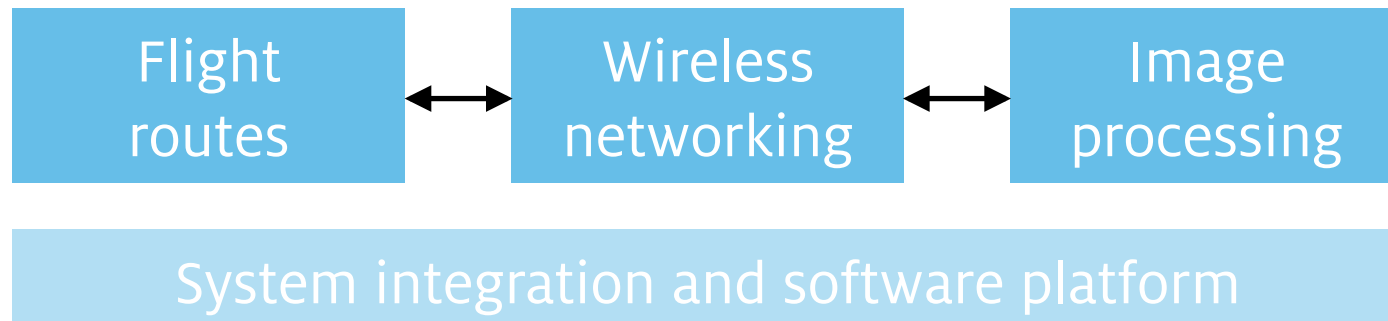 Flight
routes
Wireless
networking
Image
processing
System integration and software platform